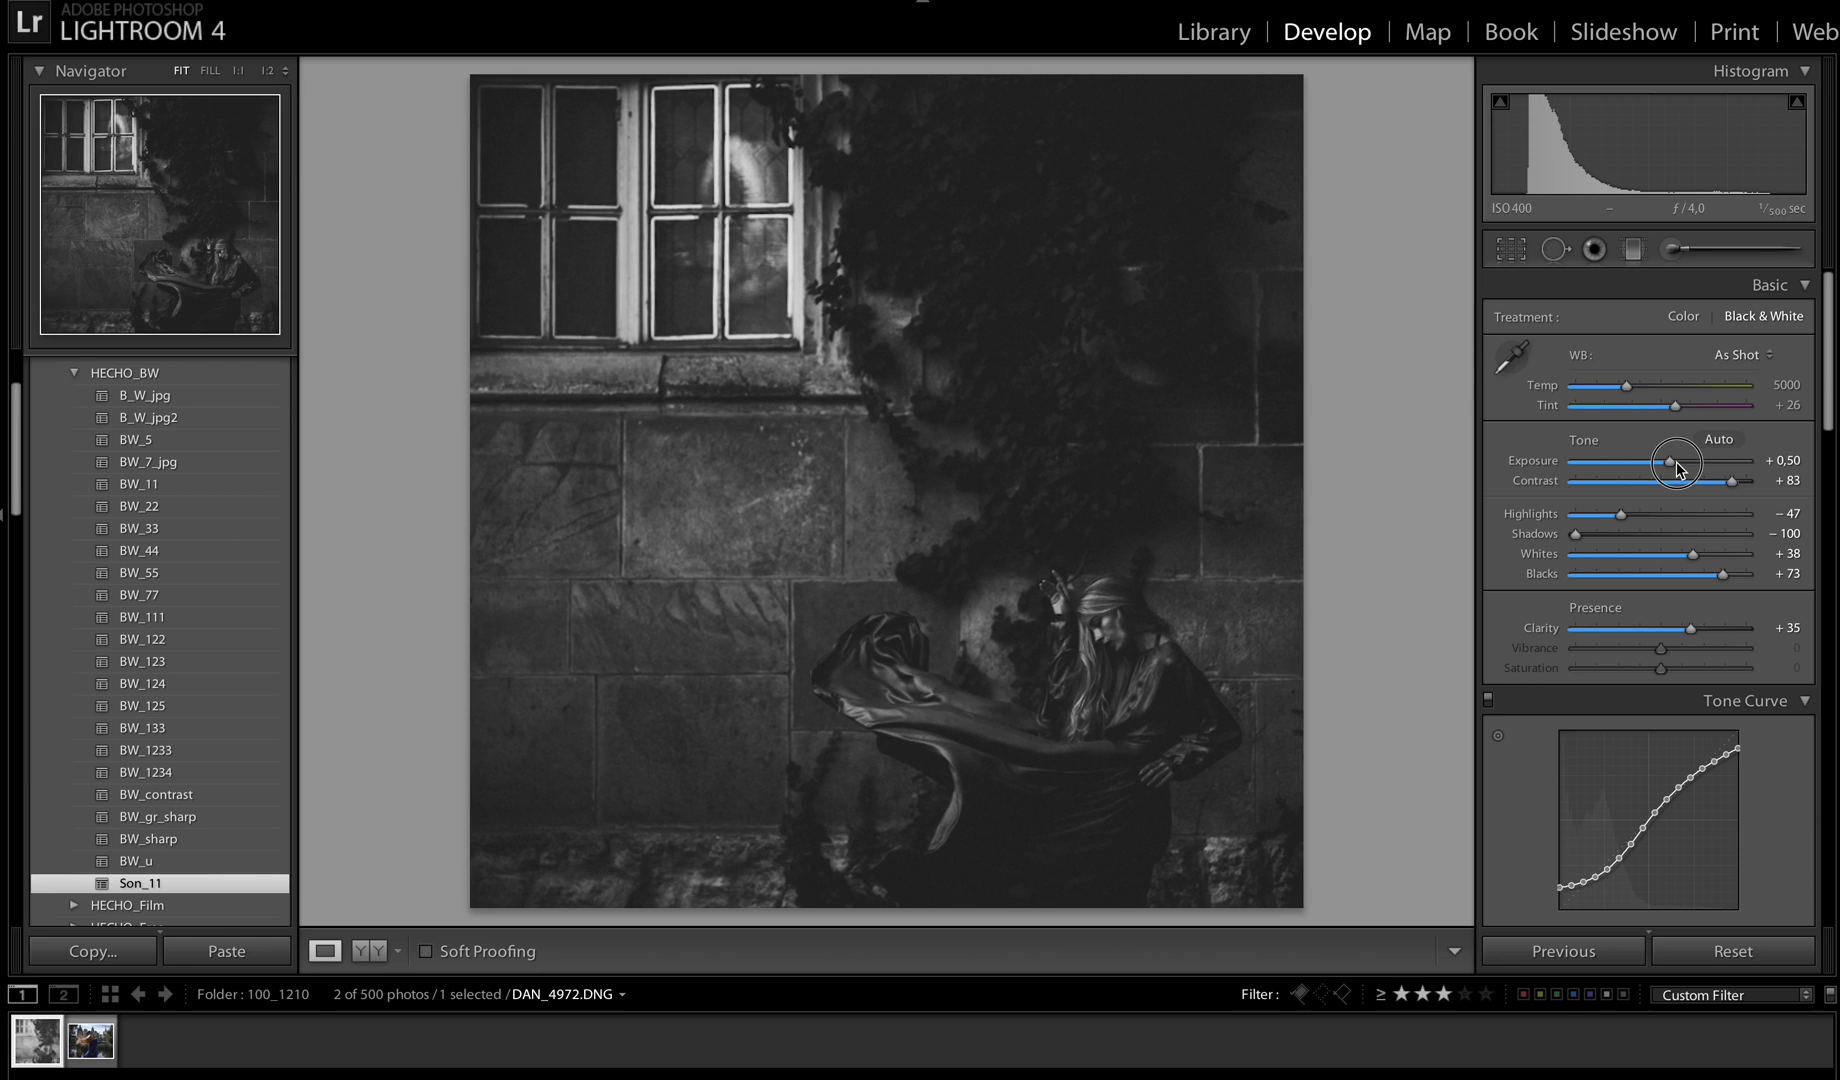 Lr
ADOBE PHOTOSHOP
LIGHTROOM 4
Library | Develop | Map | Book | Slideshow | Print | Web
Navigator FIT FILL 1:1 1:2
HECHO_BW
B_W_jpg
B_W_jpg2
BW_5
BW_7_jpg
BW_11
BW_22
BW_33
BW_44
BW_55
BW_77
BW_111
BW_122
BW_123
BW_124
BW_125
BW_133
BW_1233
BW_1234
BW_contrast
BW_gr_sharp
BW_sharp
BW_u
Son_11
HECHO_Film
Copy... Paste
Histogram
ISO 400 – ƒ / 4,0 1/500 sec
Basic
Treatment : Color | Black & White
WB: As Shot
Temp 5000
Tint + 26
Tone Auto
Exposure + 0,50
Contrast + 83
Highlights – 47
Shadows – 100
Whites + 38
Blacks + 73
Presence
Clarity + 35
Vibrance 0
Saturation 0
Tone Curve
Previous Reset
YY Soft Proofing
1 2 Folder : 100_1210 2 of 500 photos / 1 selected / DAN_4972.DNG Filter : ≥ ★★★★★ Custom Filter